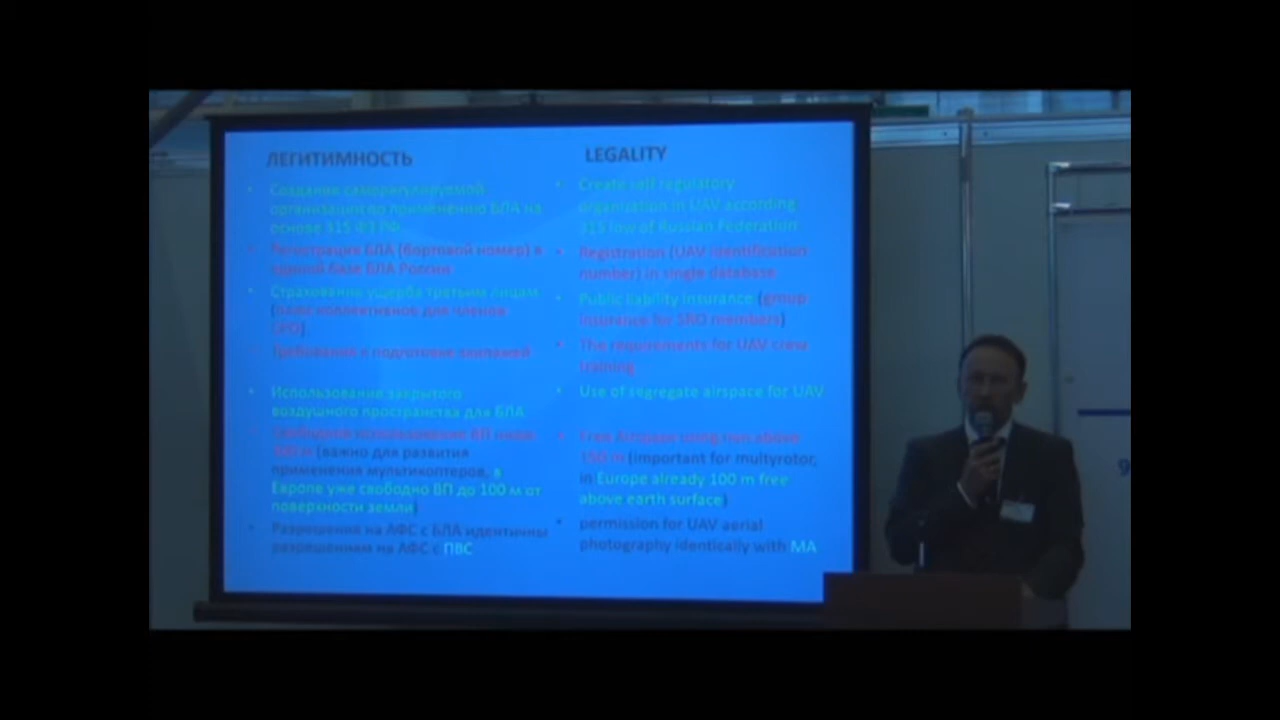 ЛЕГИТИМНОСТЬ
Создание саморегулируемой
организации по применению БЛА на
основе 315 ФЗ РФ
Регистрация БЛА (бортовой номер) в
единой базе БЛА России
Страхование ущерба третьим лицам
(полис коллективный для членов
СРО)
Требования к подготовке экипажей
Использование закрытого
воздушного пространства для БЛА
Свободное использование ВП ниже
м (важно для развития
применения мультикоптеров, в
Европе уже свободно ВП до 100 м от
поверхности земли)
Разрешения на АФС с БЛА идентичны
разрешениям на АФС с ПВС
LEGALITY
Create self regulatory
organization in UAV according
315 low of Russian Federation
Registration (UAV identification
number) in single database
Public liability insurance (group
insurance for SRO members)
The requirements for UAV crew
training
Use of segregate airspace for UAV
Free Airspace using above
150 m (important for multyrotor,
in Europe already 100 m free
above earth surface)
permission for UAV aerial
photography identically with MA
9